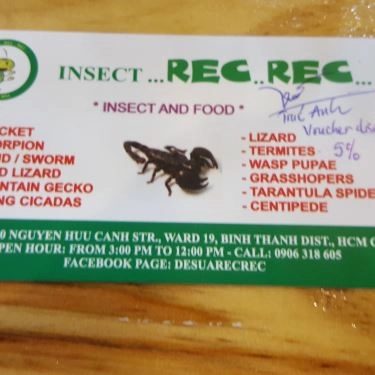 INSECT ...REC..REC...
* INSECT AND FOOD *
CKET
ORPION
ND / SWORM
D LIZARD
NTAIN GECKO
NG CICADAS
Trúc Anh
Voucher
5%
- LIZARD
- TERMITES
- WASP PUPAE
- GRASSHOPERS
- TARANTULA SPIDE
- CENTIPEDE
0 NGUYEN HUU CANH STR., WARD 19, BINH THANH DIST., HCM
PEN HOUR: FROM 3:00 PM TO 12:00 PM - CALL: 0906 318 605
FACEBOOK PAGE: DESUARECREC